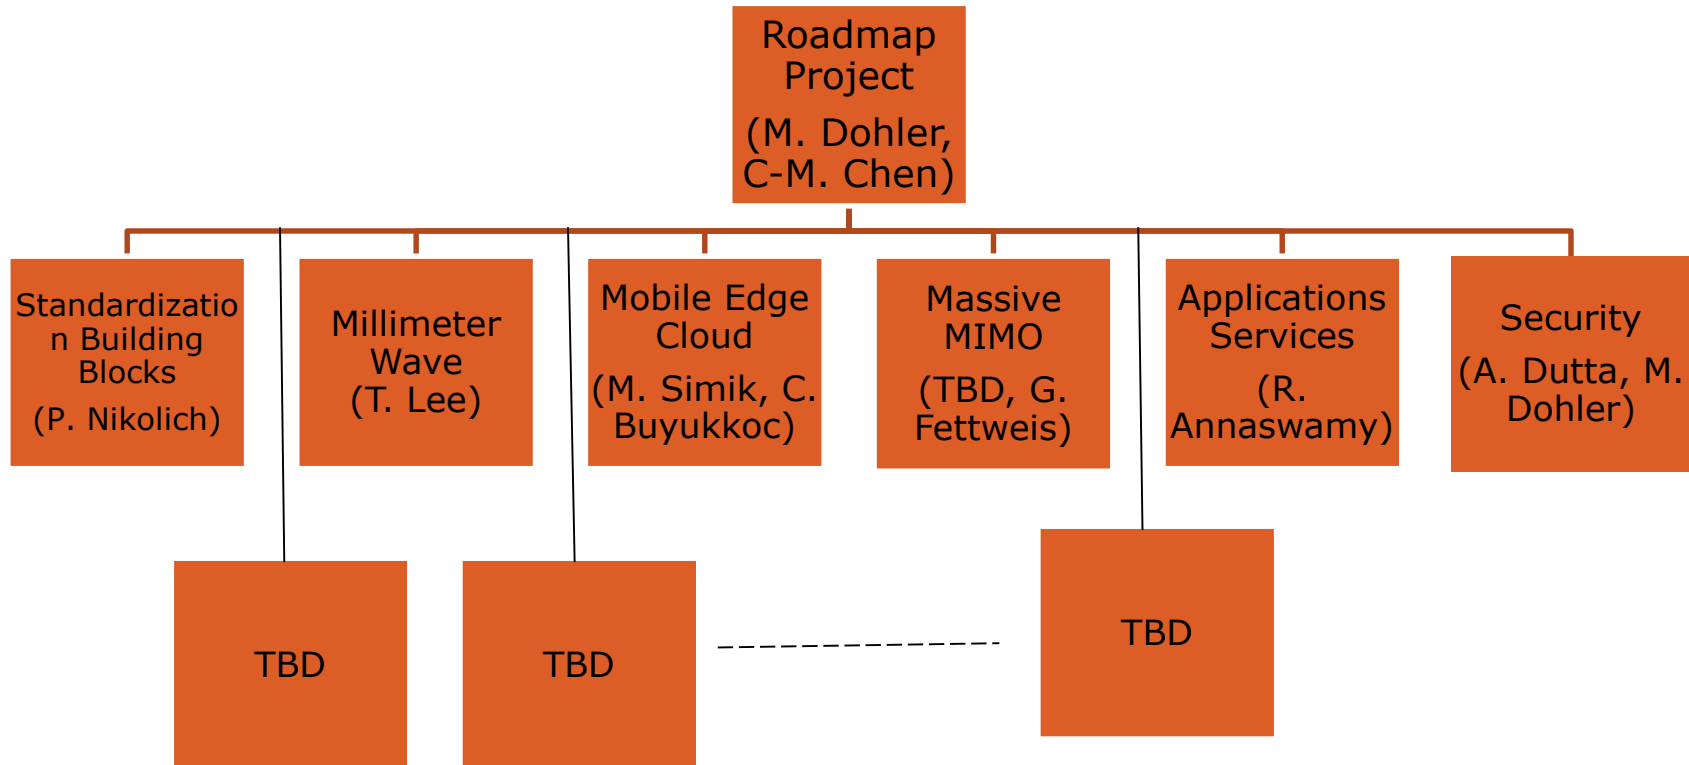 Roadmap
Project
(M. Dohler,
C-M. Chen)
Standardizatio
n Building
Blocks
(P. Nikolich)
Millimeter
Wave
(T. Lee)
Mobile Edge
Cloud
(M. Simik, C.
Buyukkoc)
Massive
MIMO
(TBD, G.
Fettweis)
Applications
Services
(R.
Annaswamy)
Security
(A. Dutta, M.
Dohler)
TBD
TBD
TBD